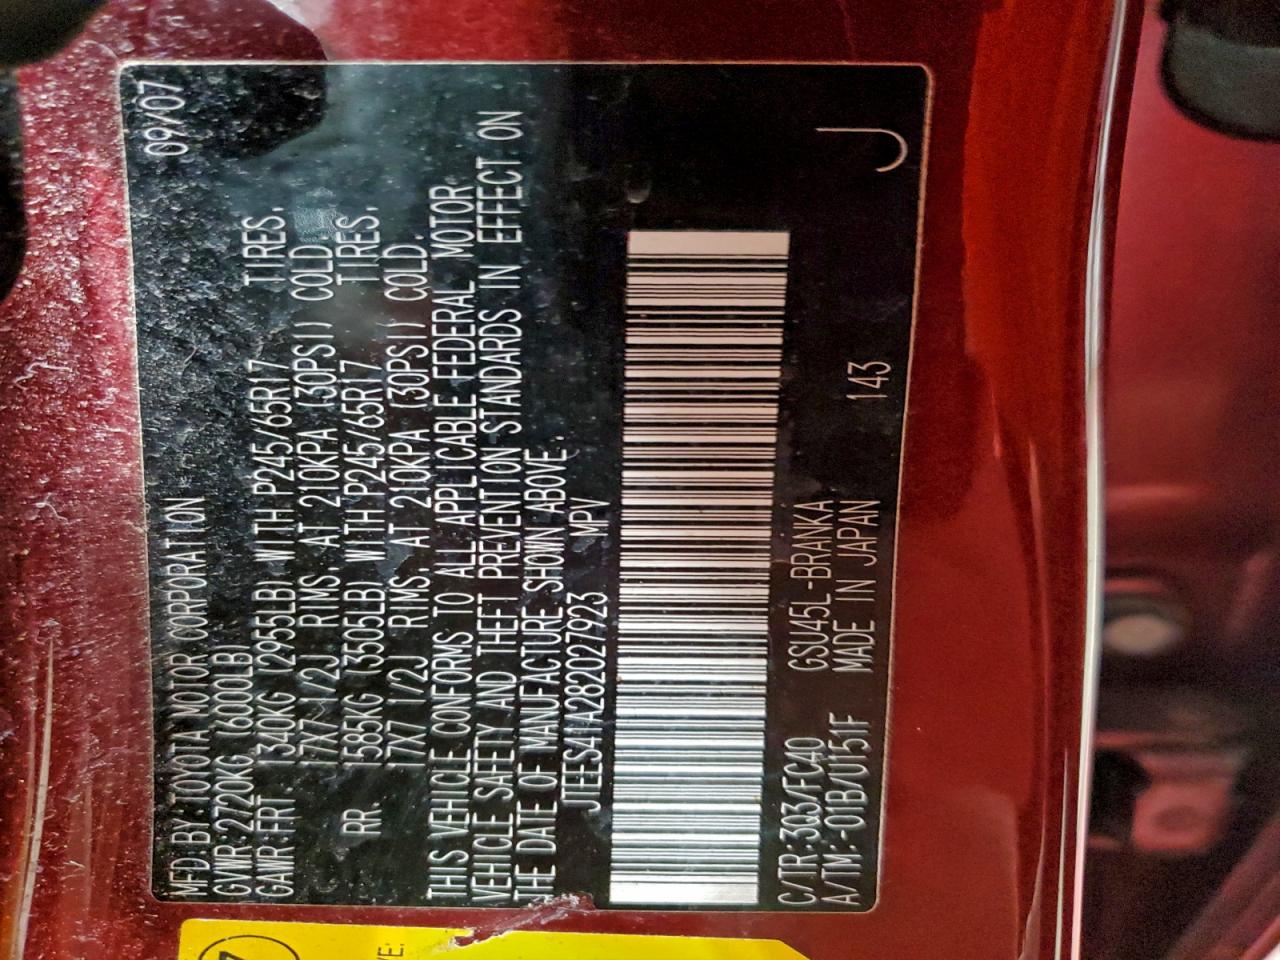 MFD BY:TOYOTA MOTOR CORPORATION 09/07
GVWR:2720KG (6000LB)
GAWR:FRT 1340KG (2955LB) WITH P245/65R17 TIRES,
17X7 1/2J RIMS, AT 210KPA (30PSI) COLD.
RR. 1585KG (3505LB) WITH P245/65R17 TIRES,
17X7 1/2J RIMS, AT 210KPA (30PSI) COLD.
THIS VEHICLE CONFORMS TO ALL APPLICABLE FEDERAL MOTOR
VEHICLE SAFETY AND THEFT PREVENTION STANDARDS IN EFFECT ON
THE DATE OF MANUFACTURE SHOWN ABOVE.
JTEES41A282027923 MPV
C/TR:3Q3/FC40 GSU45L-BRANKA
A/TM:-01B/U151F MADE IN JAPAN 143 J